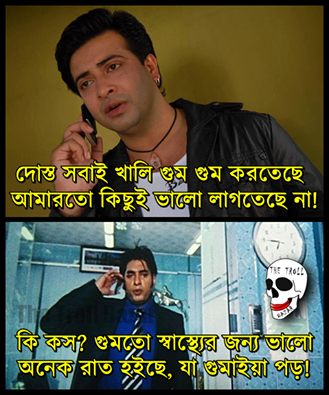 দোস্ত সবাই খালি গুম গুম করতেছে
আমারতো কিছুই ভালো লাগতেছে না!
THE TROLL
কি কস? গুমতো স্বাস্থ্যের জন্য ভালো
অনেক রাত হইছে, যা গুমাইয়া পড়!